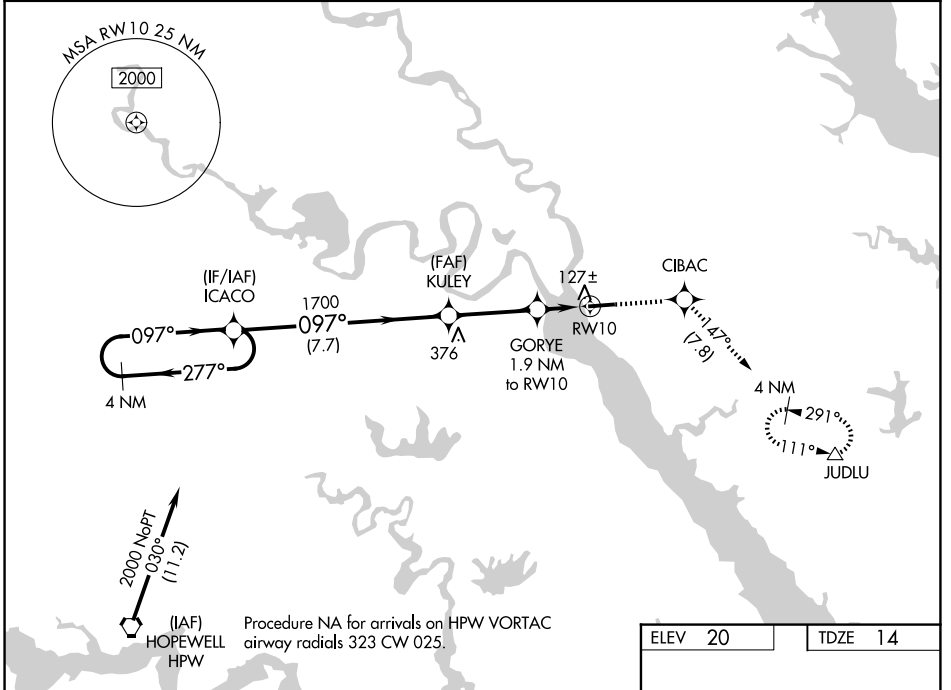 MSA RW10 25 NM
2000
(IF/IAF)
ICACO
097°
277°
4 NM
1700
097°
(7.7)
(FAF)
KULEY
376
GORYE
1.9 NM
to RW10
127±
RW10
CIBAC
147°
(7.8)
4 NM
291°
111°
JUDLU
2000 NoPT
030°
(11.2)
(IAF)
HOPEWELL
HPW
Procedure NA for arrivals on HPW VORTAC
airway radials 323 CW 025.
ELEV 20
TDZE 14